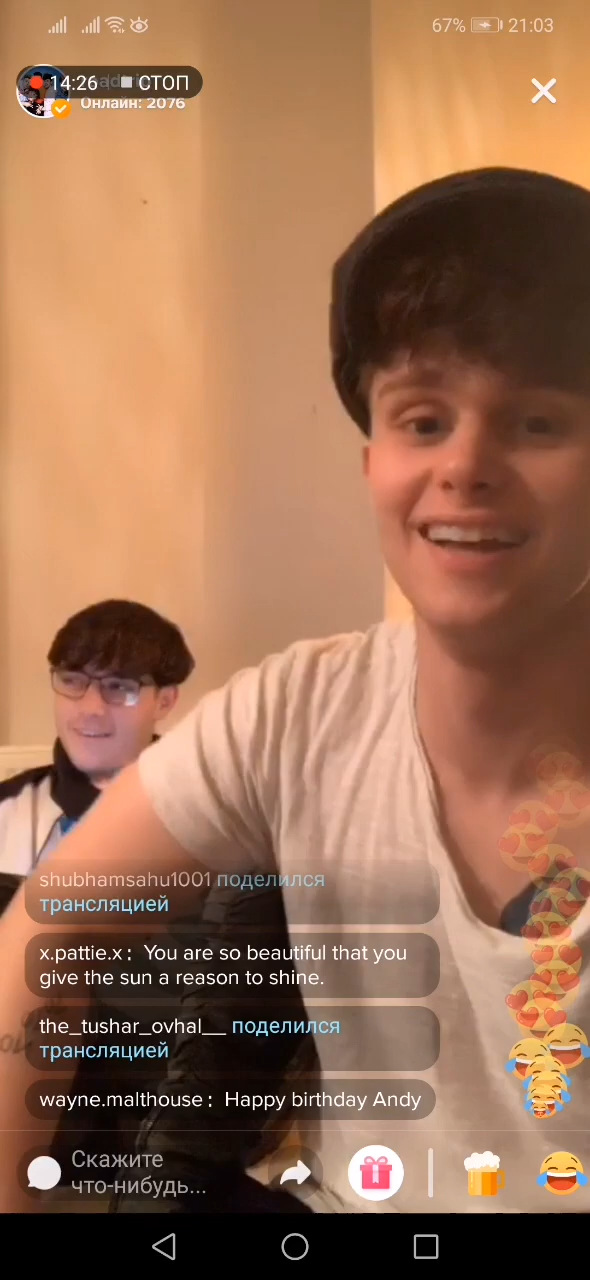 67% 21:03
14:26 СТОП
Онлайн: 2076
shubhamsahu1001 поделился
трансляцией
x.pattie.x : You are so beautiful that you
give the sun a reason to shine.
the_tushar_ovhal__ поделился
трансляцией
wayne.malthouse : Happy birthday Andy
Скажите
что-нибудь...